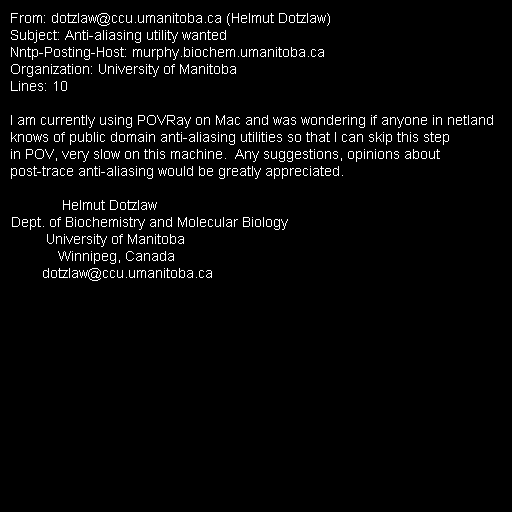 From: dotzlaw@ccu.umanitoba.ca (Helmut Dotzlaw)
Subject: Anti-aliasing utility wanted
Nntp-Posting-Host: murphy.biochem.umanitoba.ca
Organization: University of Manitoba
Lines: 10

I am currently using POVRay on Mac and was wondering if anyone in netland
knows of public domain anti-aliasing utilities so that I can skip this step
in POV, very slow on this machine.  Any suggestions, opinions about
post-trace anti-aliasing would be greatly appreciated.

Helmut Dotzlaw
Dept. of Biochemistry and Molecular Biology
University of Manitoba
Winnipeg, Canada
dotzlaw@ccu.umanitoba.ca